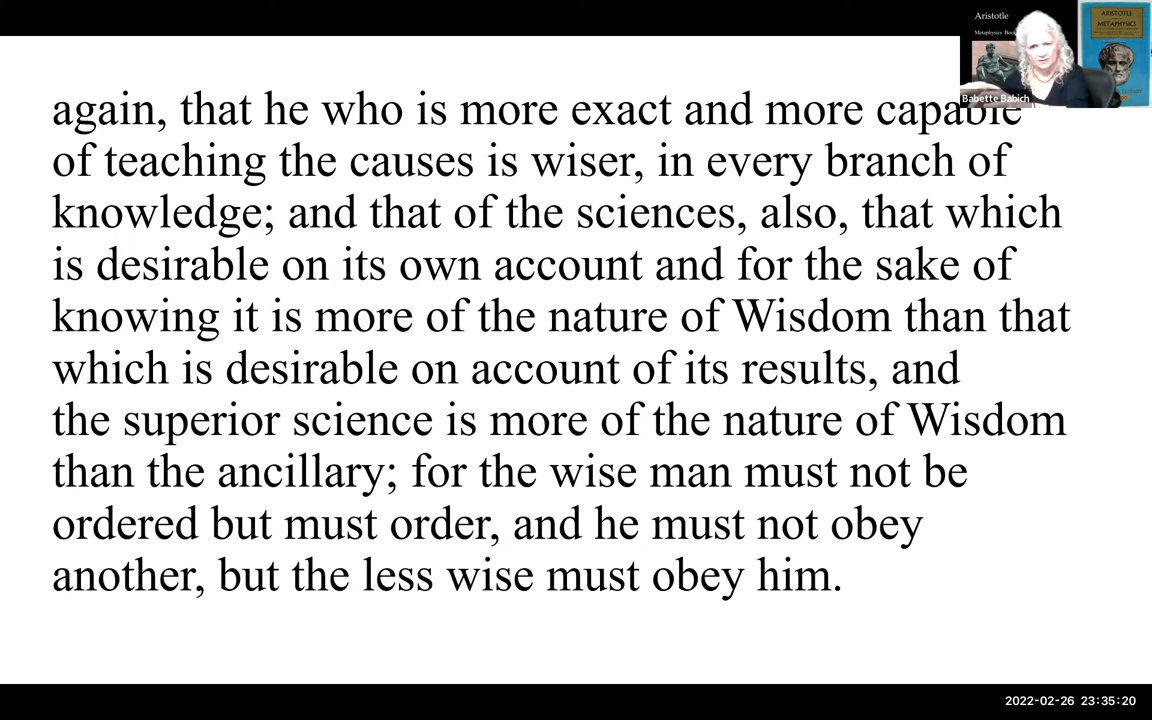 Aristotle
ARISTOTLE
METAPHYSICS
Metaphysics
Babette Babich
again, that he who is more exact and more capable
of teaching the causes is wiser, in every branch of
knowledge; and that of the sciences, also, that which
is desirable on its own account and for the sake of
knowing it is more of the nature of Wisdom than that
which is desirable on account of its results, and
the superior science is more of the nature of Wisdom
than the ancillary; for the wise man must not be
ordered but must order, and he must not obey
another, but the less wise must obey him.
2022-02-26 23:35:20